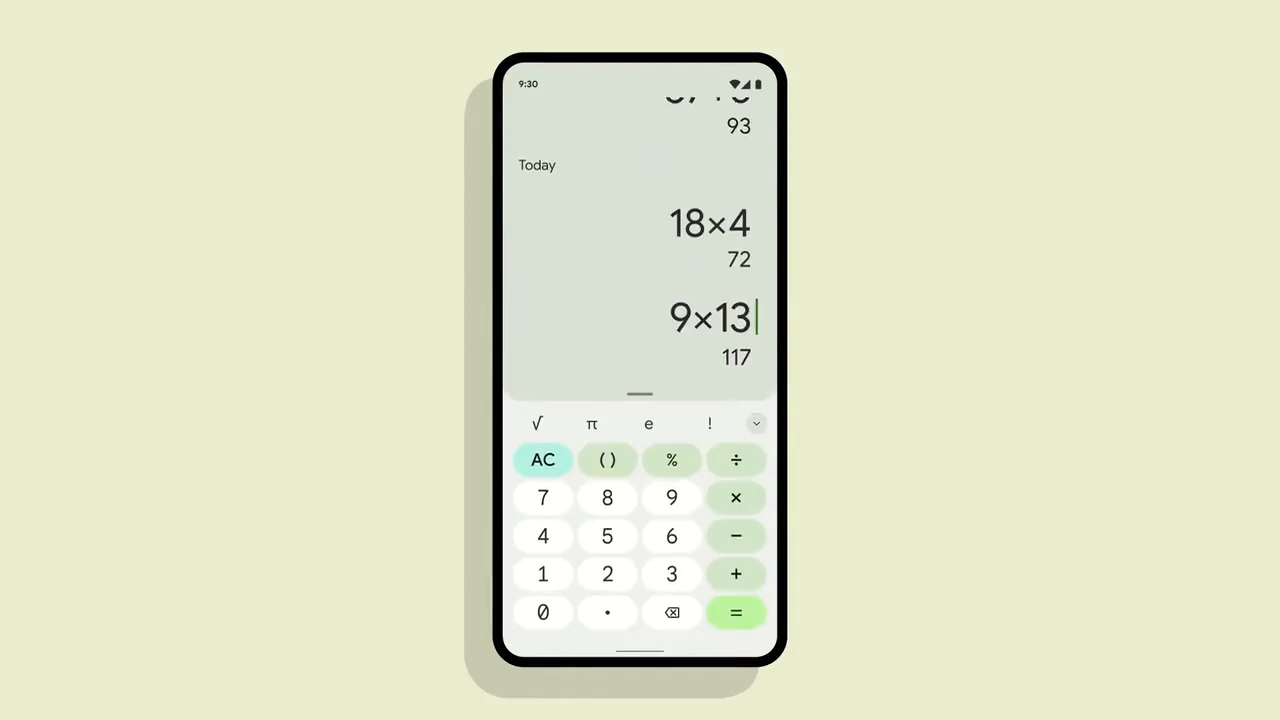 9:30
93
Today
18×4
72
9×13
117
√ π e !
AC ( ) % ÷
7 8 9 ×
4 5 6 −
1 2 3 +
0 . =